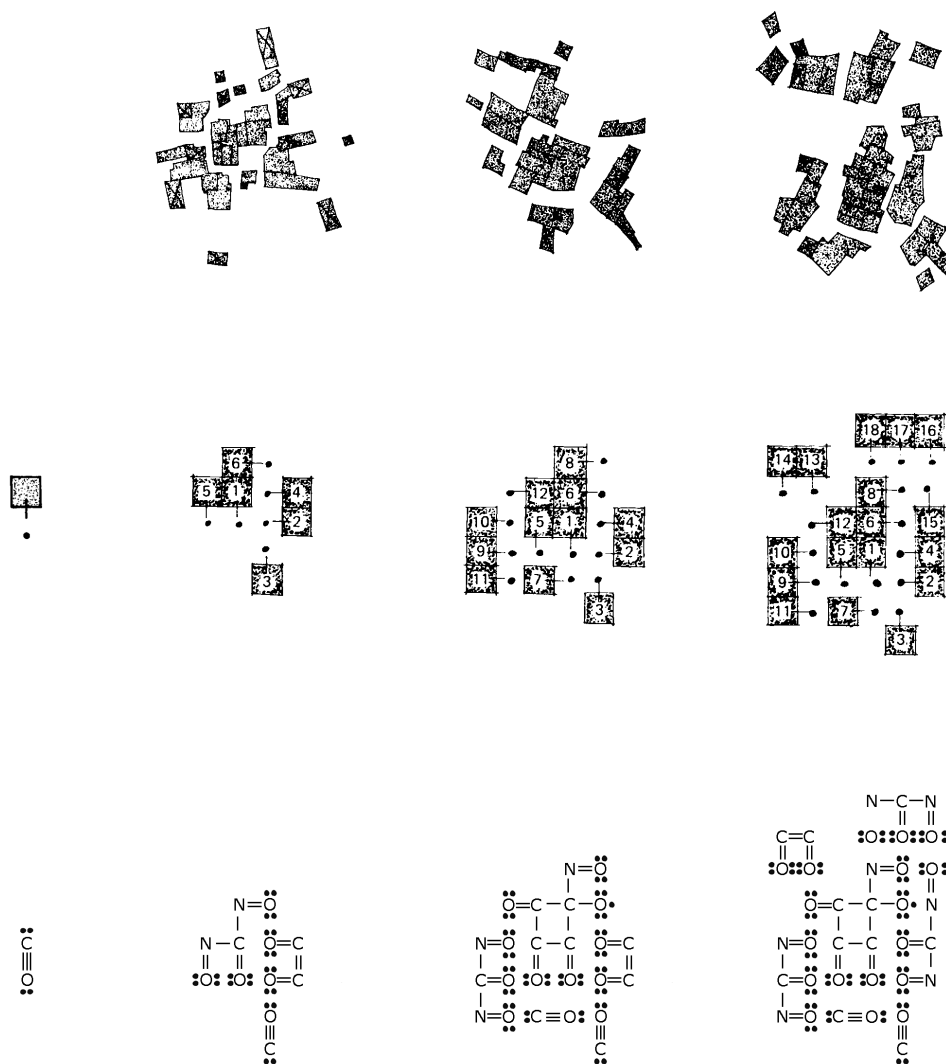 18 17 16
6 8 14 13
5 1 4 12 6 8
2 10 5 1 4 12 6 15
9 2 10 5 1 4
3 11 7 9 2
3 11 7
3
N–C–N
C=C O O O
N=O O O N=O O
N=O O=C–C–O• O=C–C–O• N
C N–C O=C N=O C–C O=C N=O C–C O=C
O O O O=C C=O O O O=C C=O O O O=N
O N=O C≡O O N=O C≡O O
C C C